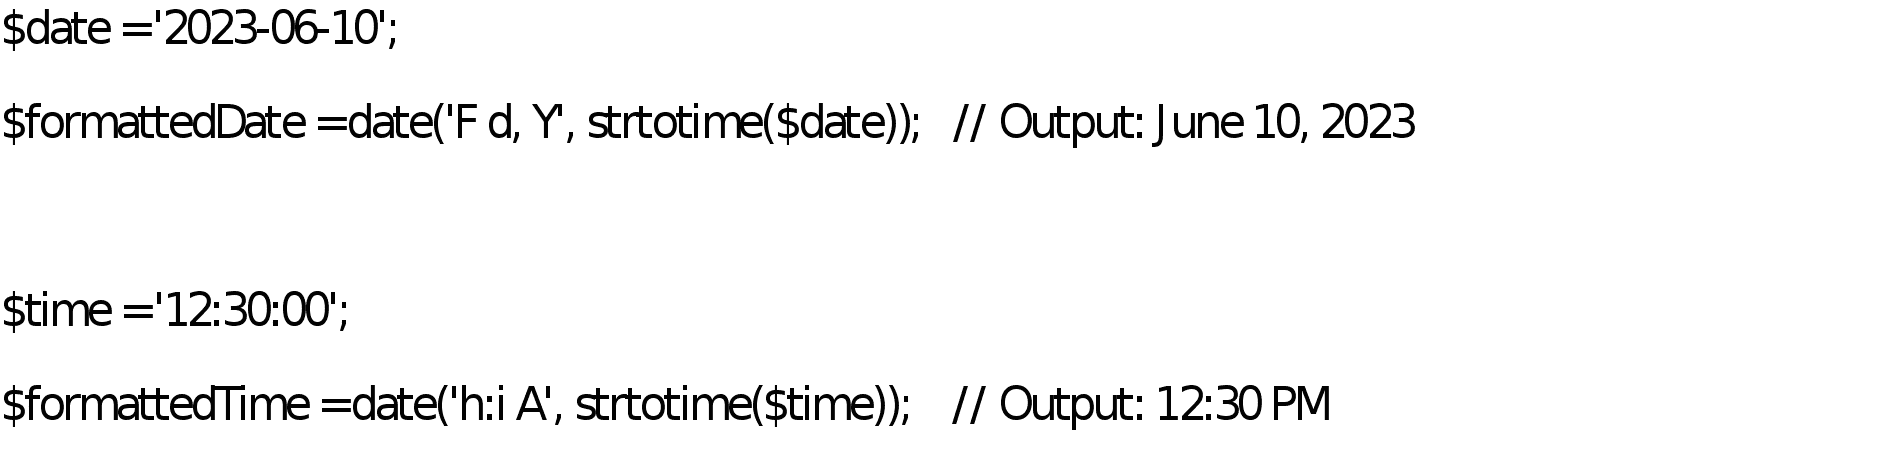 $date ='2023-06-10';
$formattedDate =date('F d, Y', strtotime($date)); // Output: June 10, 2023
$time ='12:30:00';
$formattedTime =date('h:i A', strtotime($time)); // Output: 12:30 PM